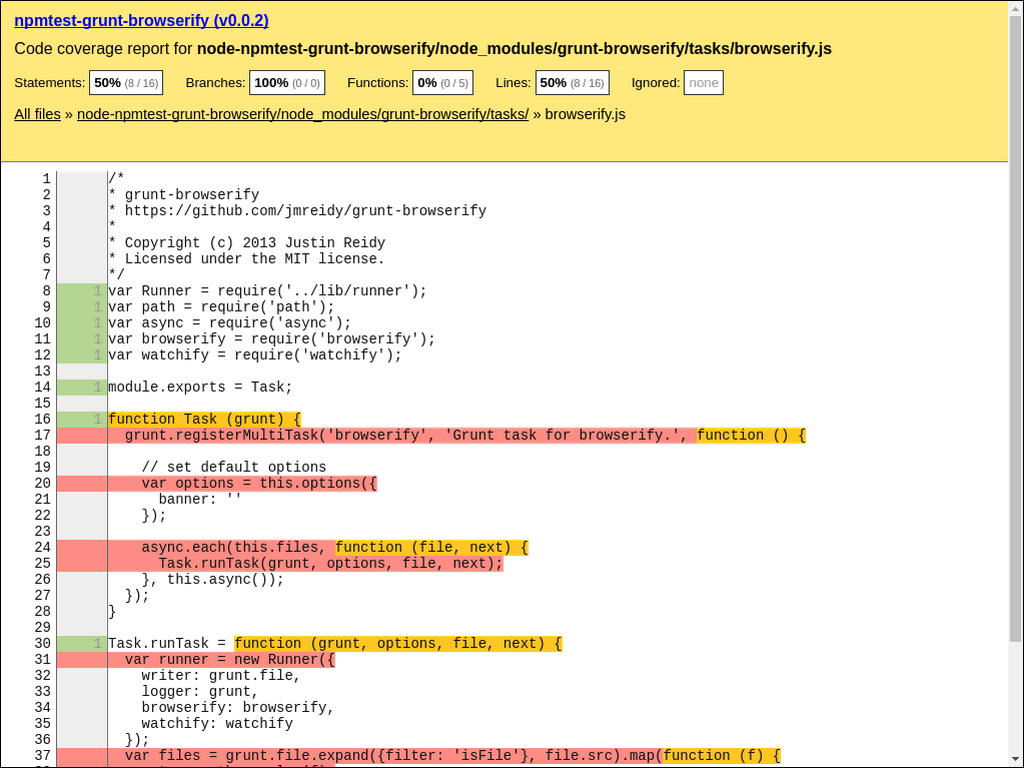 npmtest-grunt-browserify (v0.0.2)
Code coverage report for node-npmtest-grunt-browserify/node_modules/grunt-browserify/tasks/browserify.js
Statements: 50% (8 / 16) Branches: 100% (0 / 0) Functions: 0% (0 / 5) Lines: 50% (8 / 16) Ignored: none
All files » node-npmtest-grunt-browserify/node_modules/grunt-browserify/tasks/ » browserify.js
1 /*
2 * grunt-browserify
3 * https://github.com/jmreidy/grunt-browserify
4 *
5 * Copyright (c) 2013 Justin Reidy
6 * Licensed under the MIT license.
7 */
8 1 var Runner = require('../lib/runner');
9 1 var path = require('path');
10 1 var async = require('async');
11 1 var browserify = require('browserify');
12 1 var watchify = require('watchify');
13
14 1 module.exports = Task;
15
16 1 function Task (grunt) {
17   grunt.registerMultiTask('browserify', 'Grunt task for browserify.', function () {
18
19     // set default options
20     var options = this.options({
21       banner: ''
22     });
23
24     async.each(this.files, function (file, next) {
25       Task.runTask(grunt, options, file, next);
26     }, this.async());
27   });
28 }
29
30 1 Task.runTask = function (grunt, options, file, next) {
31   var runner = new Runner({
32     writer: grunt.file,
33     logger: grunt,
34     browserify: browserify,
35     watchify: watchify
36   });
37   var files = grunt.file.expand({filter: 'isFile'}, file.src).map(function (f) {